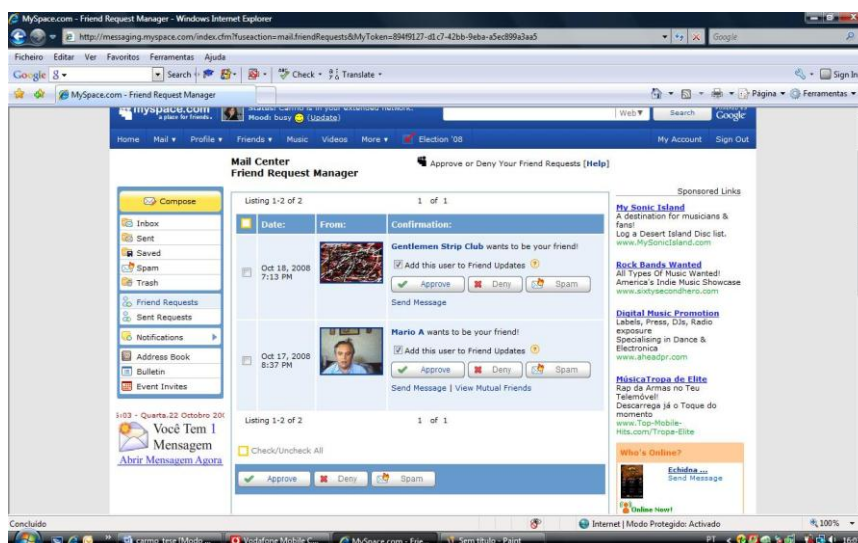 MySpace.com - Friend Request Manager - Windows Internet Explorer
http://messaging.myspace.com/index.cfm?fuseaction=mail.friendRequests&MyToken=894f9127-d1c7-42bb-9eba-a5ec899a3aa5
Google
Ficheiro Editar Ver Favoritos Ferramentas Ajuda
Google Search Check Translate Sign In
MySpace.com - Friend Request Manager Página Ferramentas
myspace.com
a place for friends.
Status: Carmo is in your extended network.
Mood: busy (Update)
Web Search Google
Home Mail Profile Friends Music Videos More Election '08 My Account Sign Out
Mail Center
Friend Request Manager
Approve or Deny Your Friend Requests [Help]
Compose
Inbox
Sent
Saved
Spam
Trash
Friend Requests
Sent Requests
Notifications
Address Book
Bulletin
Event Invites
Quarta.22 Octobro
Você Tem 1
Mensagem
Abrir Mensagem Agora
Listing 1-2 of 2 1 of 1
Date: From: Confirmation:
Oct 18, 2008
7:13 PM
Gentlemen Strip Club wants to be your friend!
Add this user to Friend Updates
Approve Deny Spam
Send Message
Oct 17, 2008
8:37 PM
Mario A wants to be your friend!
Add this user to Friend Updates
Approve Deny Spam
Send Message | View Mutual Friends
Listing 1-2 of 2 1 of 1
Check/Uncheck All
Approve Deny Spam
Sponsored Links
My Sonic Island
A destination for musicians &
fans!
Log a Desert Island Disc list.
www.MySonicIsland.com
Rock Bands Wanted
All Types Of Music Wanted!
America's Indie Music Showcase
www.sixtysecondhero.com
Digital Music Promotion
Labels, Press, DJs, Radio
exposure
Specialising in Dance &
Electronica
www.aheadpr.com
MúsicaTropa de Elite
Rap da Armas no Teu
Telemóvel!
Descarrega já o Toque do
momento
www.Top-Mobile-
Hits.com/Tropa-Elite
Who's Online?
Echidna ...
Send Message
Online Now!
Concluído Internet | Modo Protegido: Activado 100%
carmo_tese [Modo ... Vodafone Mobile C... MySpace.com - Frie... Sem título - Paint PT